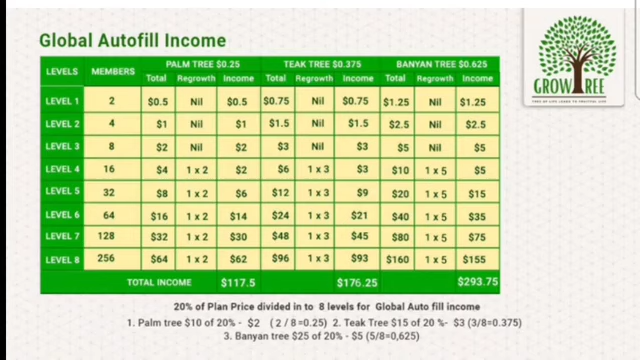 Global Autofill Income
LEVELS MEMBERS PALM TREE $0.25 TEAK TREE $0.375 BANYAN TREE $0.625
Total Regrowth Income Total Regrowth Income Total Regrowth Income
LEVEL 1 2 $0.5 Nil $0.5 $0.75 Nil $0.75 $1.25 Nil $1.25
LEVEL 2 4 $1 Nil $1 $1.5 Nil $1.5 $2.5 Nil $2.5
LEVEL 3 8 $2 Nil $2 $3 Nil $3 $5 Nil $5
LEVEL 4 16 $4 1 x 2 $2 $6 1 x 3 $3 $10 1 x 5 $5
LEVEL 5 32 $8 1 x 2 $6 $12 1 x 3 $9 $20 1 x 5 $15
LEVEL 6 64 $16 1 x 2 $14 $24 1 x 3 $21 $40 1 x 5 $35
LEVEL 7 128 $32 1 x 2 $30 $48 1 x 3 $45 $80 1 x 5 $75
LEVEL 8 256 $64 1 x 2 $62 $96 1 x 3 $93 $160 1 x 5 $155
TOTAL INCOME $117.5 $176.25 $293.75
20% of Plan Price divided in to 8 levels for Global Auto fill income
1. Palm tree $10 of 20% - $2 ( 2 / 8=0.25) 2. Teak Tree $15 of 20 %- $3 (3/8=0.375)
3. Banyan tree $25 of 20% - $5 (5/8=0,625)
GROW TREE
TREE OF LIFE LEADS TO FRUITFUL LIFE